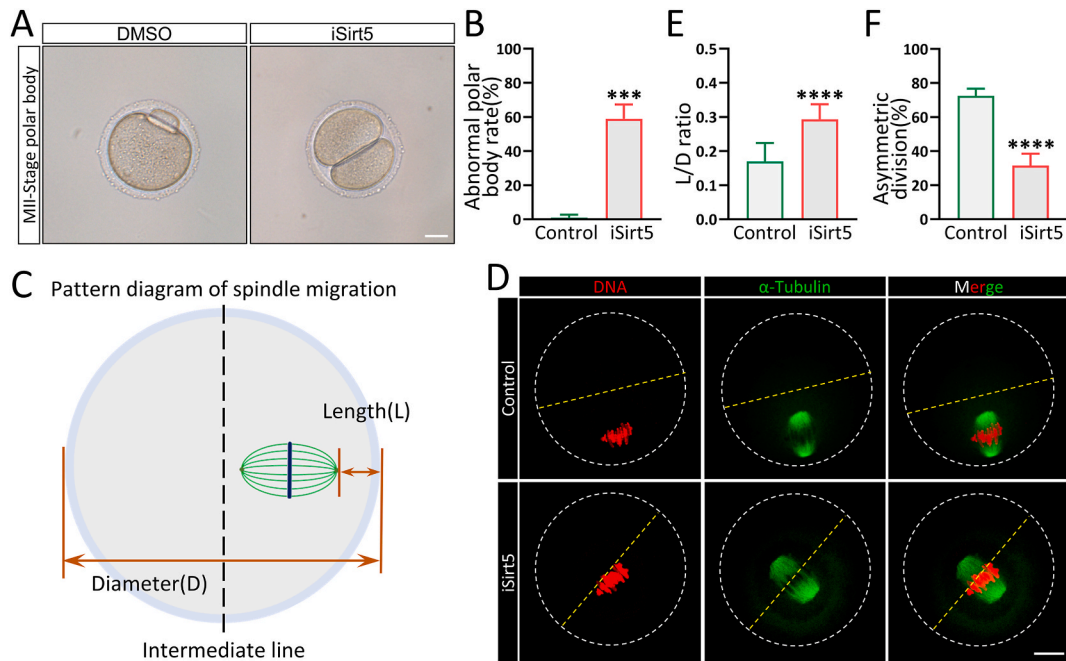 A
DMSO
iSirt5
MII-Stage polar body
B
Abnormal polar
body rate(%)
100
80
60
40
20
0
***
Control
iSirt5
E
L/D ratio
0.5
0.4
0.3
0.2
0.1
0.0
****
Control
iSirt5
F
Asymmetric
division(%)
100
80
60
40
20
0
****
Control
iSirt5
C
Pattern diagram of spindle migration
Length(L)
Diameter(D)
Intermediate line
D
DNA
α-Tubulin
Merge
Control
iSirt5